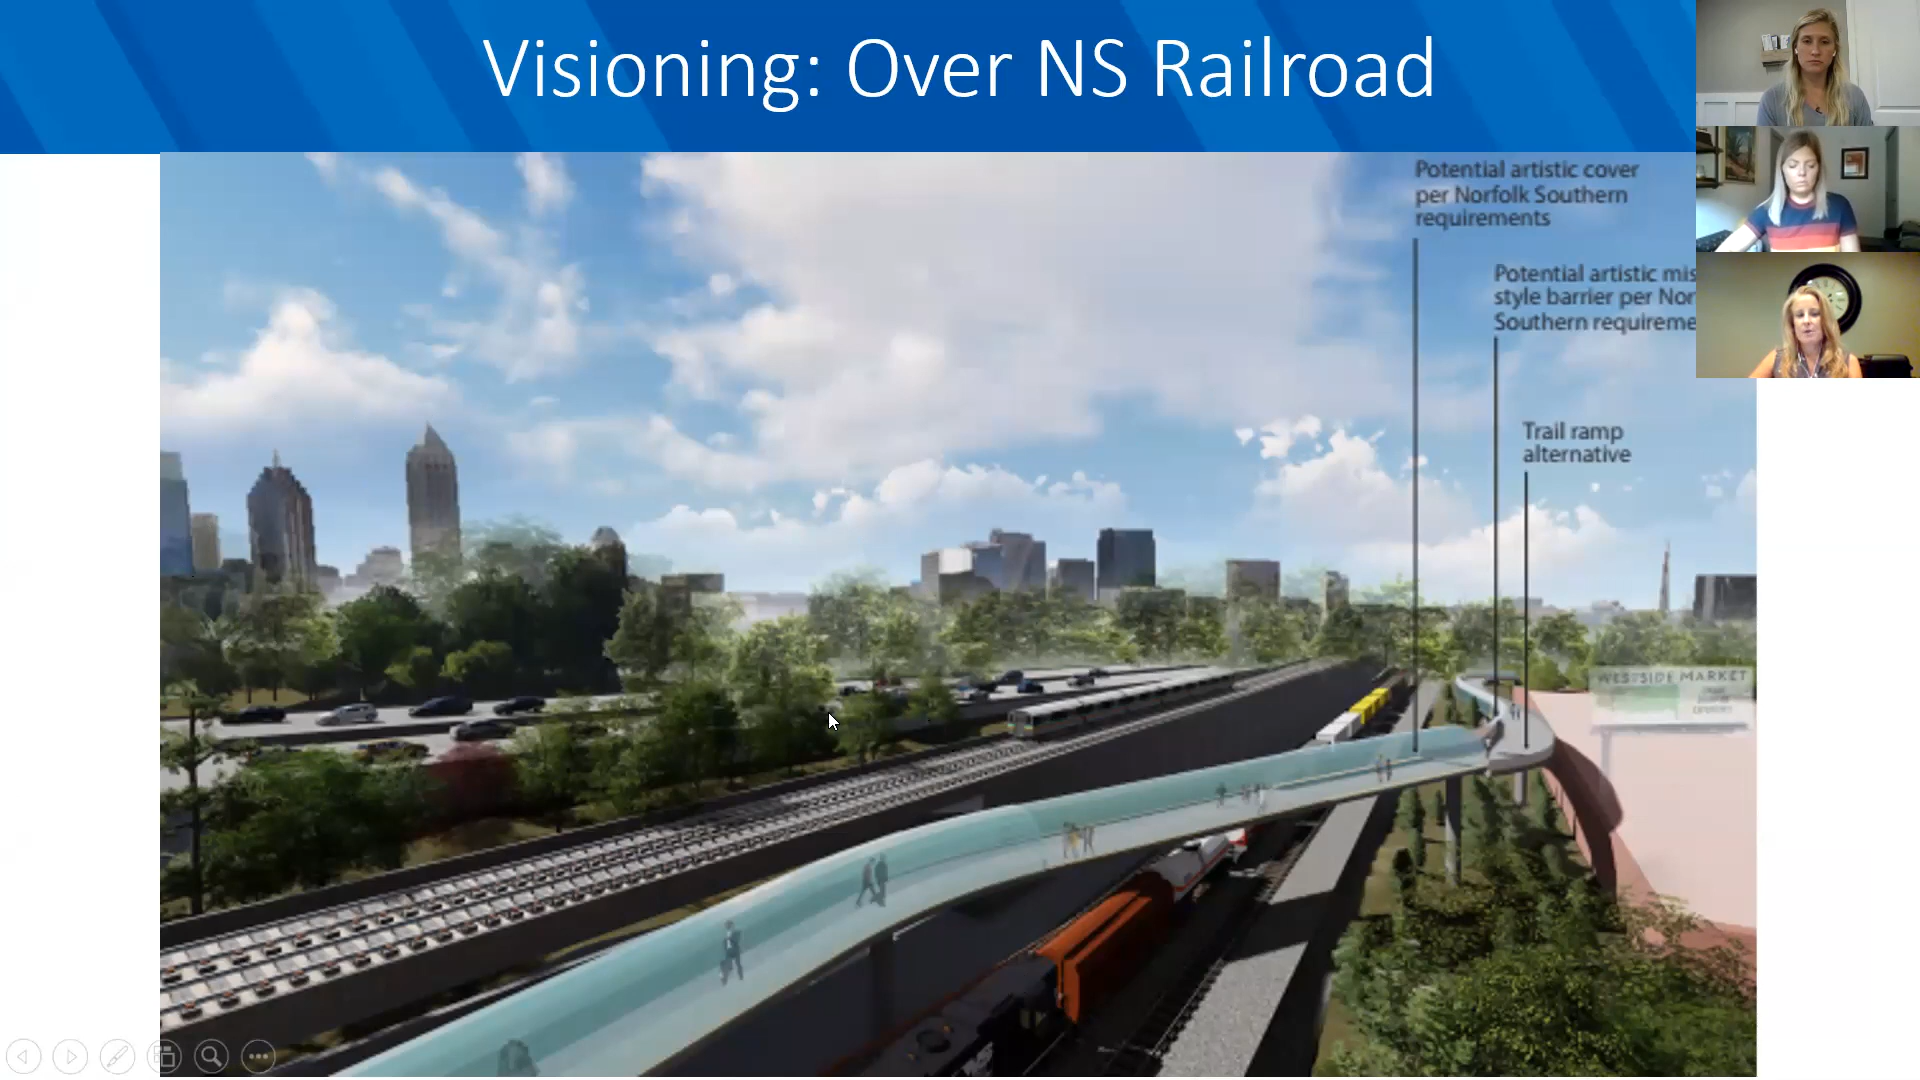 Visioning: Over NS Railroad
Potential artistic cover
per Norfolk Southern
requirements
Potential artistic
style barrier per
Southern
Trail ramp
alternative
WESTSIDE MARKET